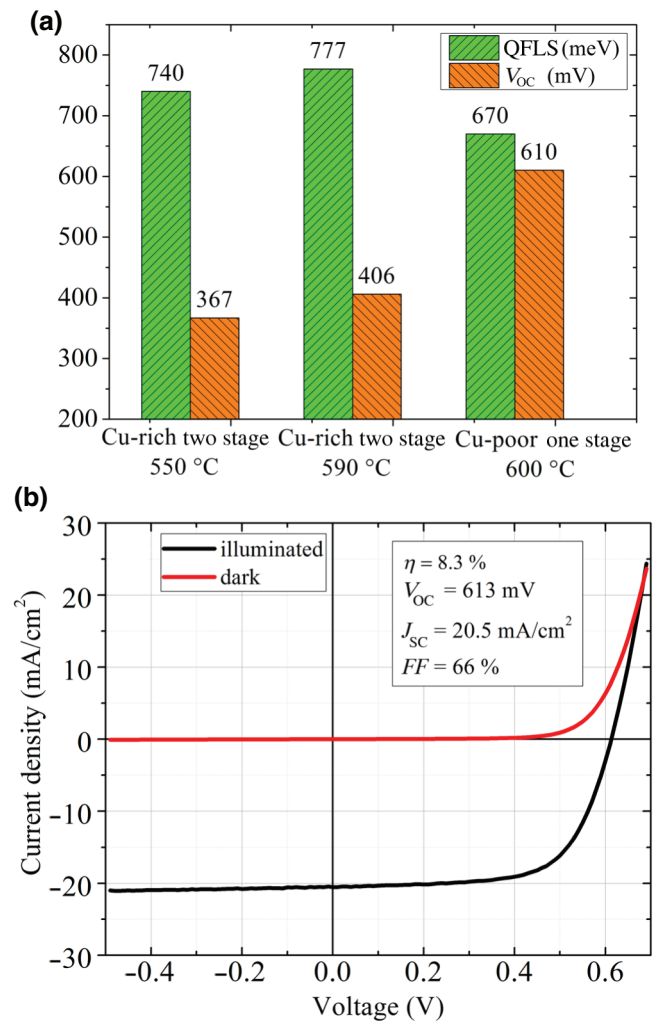 (a)
850
800
700
600
500
400
300
200
QFLS (meV)
VOC (mV)
740
367
777
406
670
610
Cu-rich two stage
550 °C
Cu-rich two stage
590 °C
Cu-poor one stage
600 °C
(b)
30
20
10
0
−10
−20
−30
Current density (mA/cm²)
illuminated
dark
η = 8.3 %
VOC = 613 mV
JSC = 20.5 mA/cm²
FF = 66 %
−0.4
−0.2
0.0
0.2
0.4
0.6
Voltage (V)